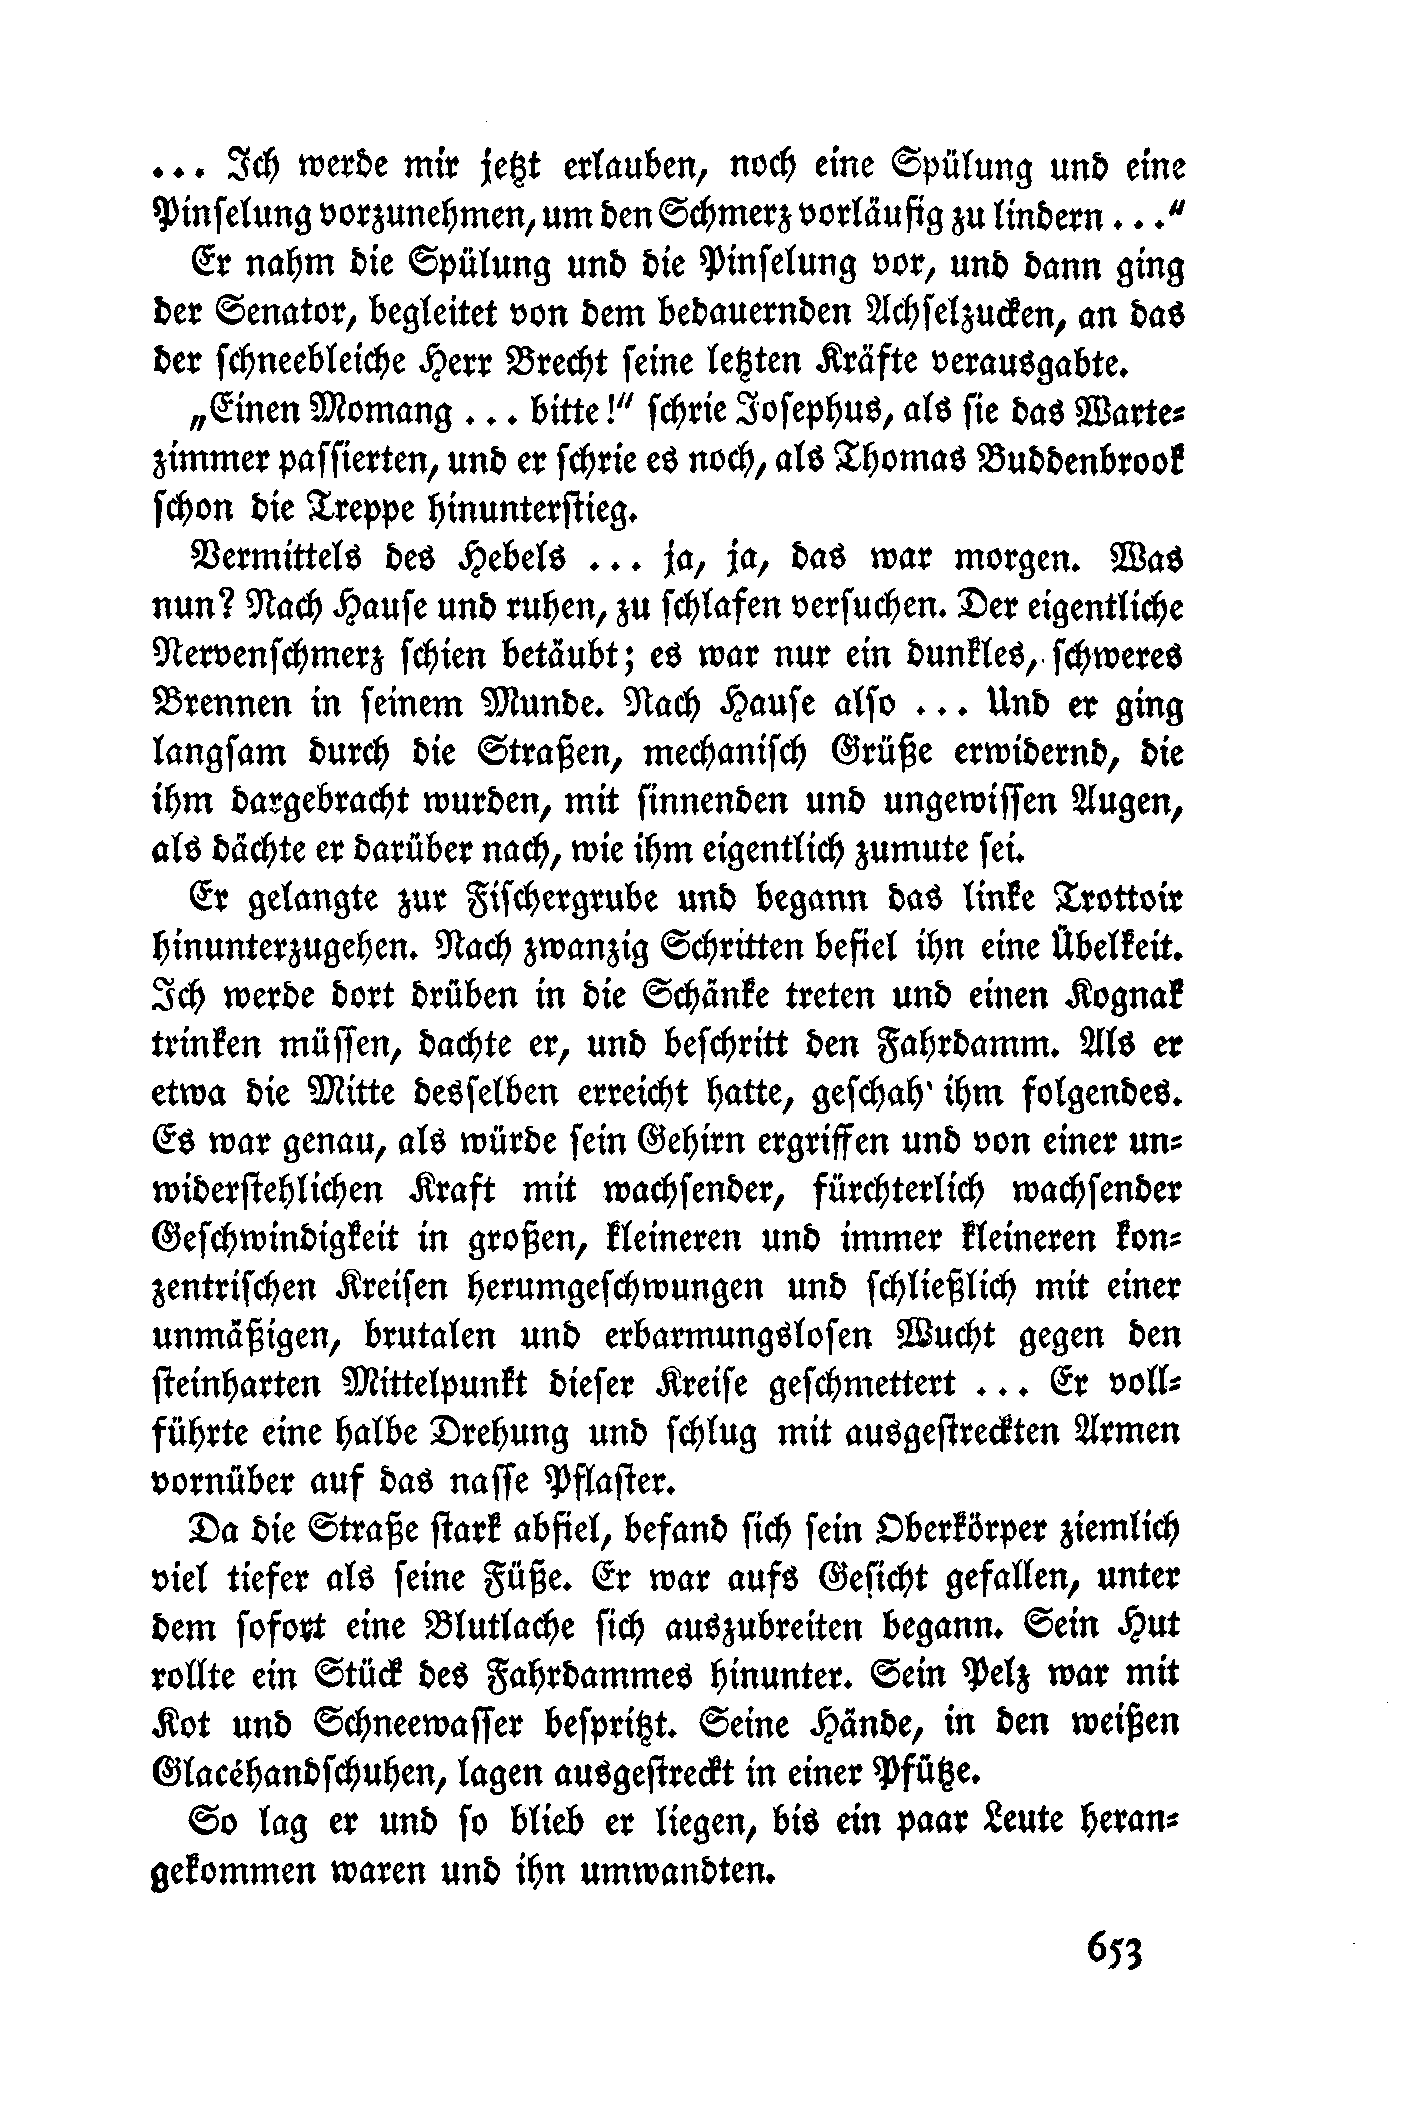 ... Ich werde mir jetzt erlauben, noch eine Spülung und eine
Pinselung vorzunehmen, um den Schmerz vorläufig zu lindern ...“
Er nahm die Spülung und die Pinselung vor, und dann ging
der Senator, begleitet von dem bedauernden Achselzucken, an das
der schneebleiche Herr Brecht seine letzten Kräfte verausgabte.
„Einen Momang ... bitte!“ schrie Josephus, als sie das Warte-
zimmer passierten, und er schrie es noch, als Thomas Buddenbrook
schon die Treppe hinunterstieg.
Vermittels des Hebels ... ja, ja, das war morgen. Was
nun? Nach Hause und ruhen, zu schlafen versuchen. Der eigentliche
Nervenschmerz schien betäubt; es war nur ein dunkles, schweres
Brennen in seinem Munde. Nach Hause also ... Und er ging
langsam durch die Straßen, mechanisch Grüße erwidernd, die
ihm dargebracht wurden, mit sinnenden und ungewissen Augen,
als dächte er darüber nach, wie ihm eigentlich zumute sei.
Er gelangte zur Fischergrube und begann das linke Trottoir
hinunterzugehen. Nach zwanzig Schritten befiel ihn eine Übelkeit.
Ich werde dort drüben in die Schänke treten und einen Kognak
trinken müssen, dachte er, und beschritt den Fahrdamm. Als er
etwa die Mitte desselben erreicht hatte, geschah ihm folgendes.
Es war genau, als würde sein Gehirn ergriffen und von einer un-
widerstehlichen Kraft mit wachsender, fürchterlich wachsender
Geschwindigkeit in großen, kleineren und immer kleineren kon-
zentrischen Kreisen herumgeschwungen und schließlich mit einer
unmäßigen, brutalen und erbarmungslosen Wucht gegen den
steinharten Mittelpunkt dieser Kreise geschmettert ... Er voll-
führte eine halbe Drehung und schlug mit ausgestreckten Armen
vornüber auf das nasse Pflaster.
Da die Straße stark abfiel, befand sich sein Oberkörper ziemlich
viel tiefer als seine Füße. Er war aufs Gesicht gefallen, unter
dem sofort eine Blutlache sich auszubreiten begann. Sein Hut
rollte ein Stück des Fahrdammes hinunter. Sein Pelz war mit
Kot und Schneewasser bespritzt. Seine Hände, in den weißen
Glacéhandschuhen, lagen ausgestreckt in einer Pfütze.
So lag er und so blieb er liegen, bis ein paar Leute heran-
gekommen waren und ihn umwandten.
653